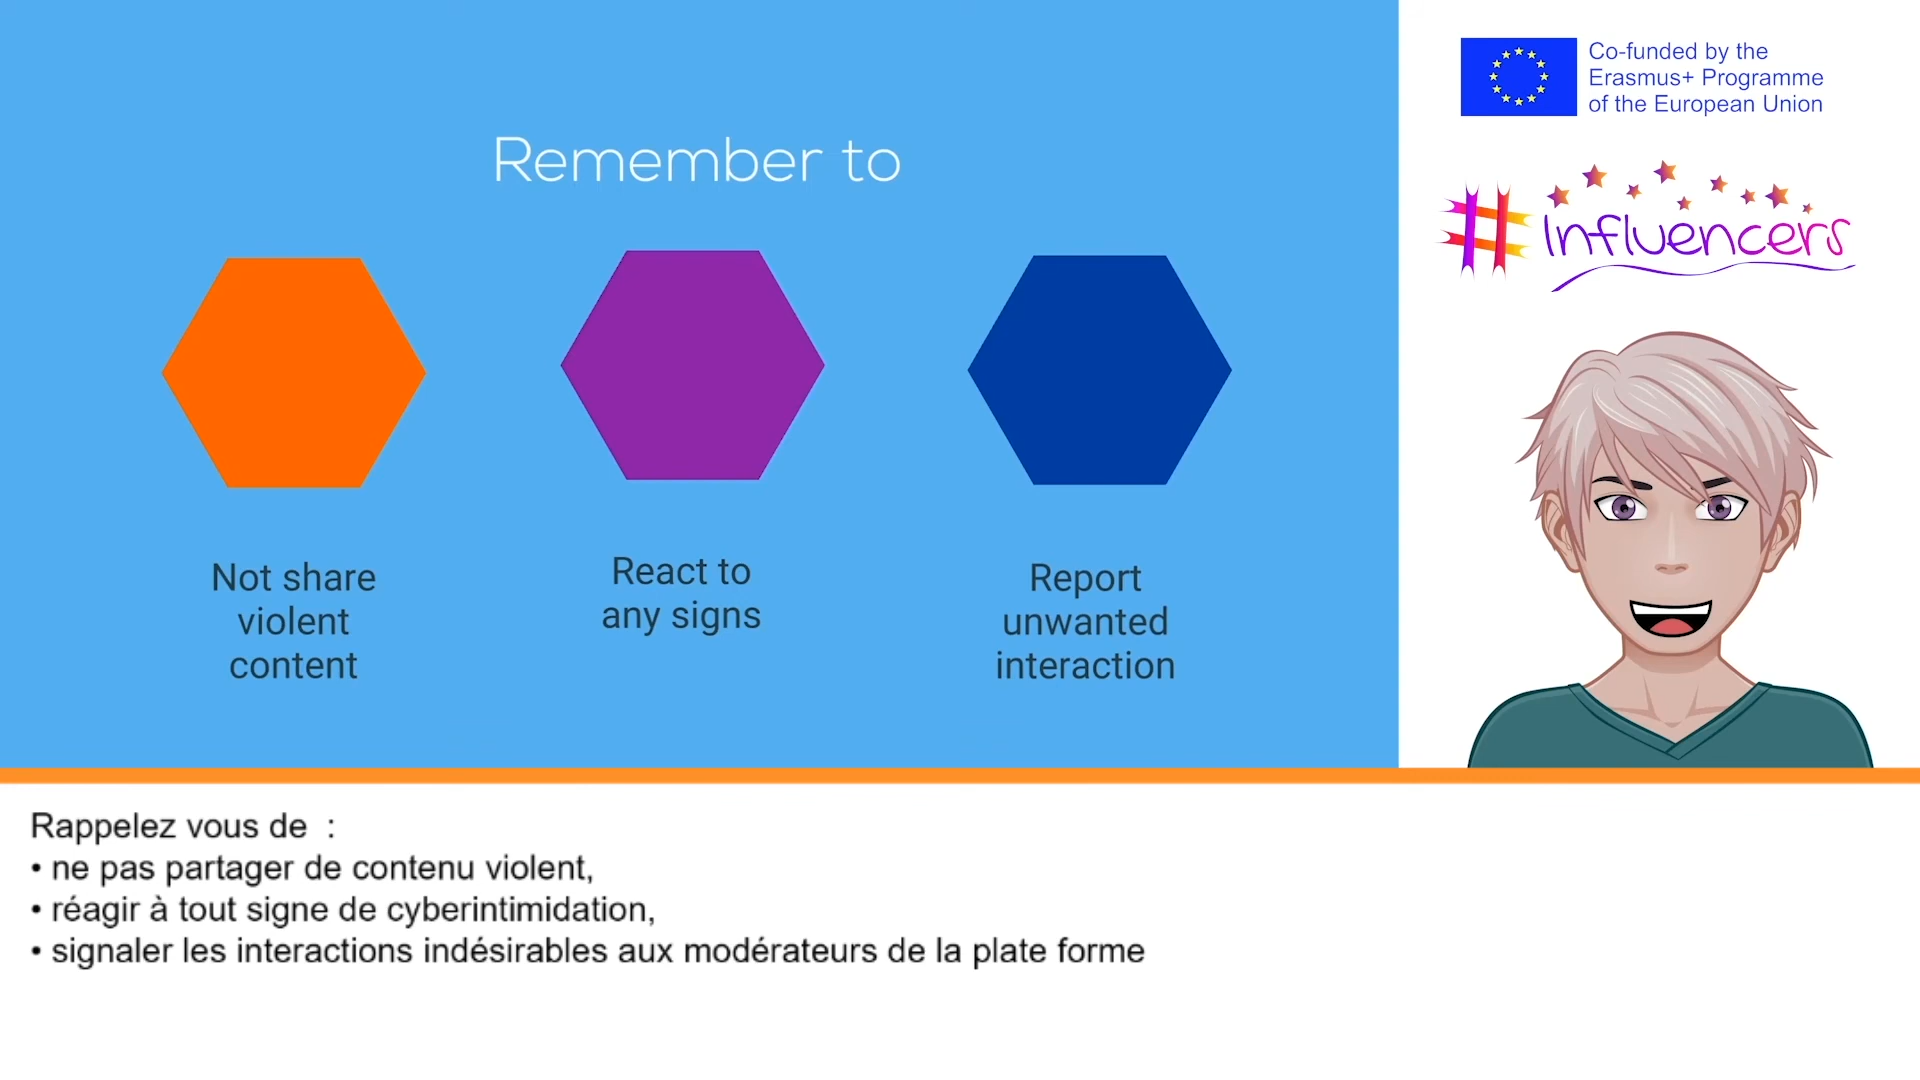 Remember to
Not share
violent
content
React to
any signs
Report
unwanted
interaction
Co-funded by the
Erasmus+ Programme
of the European Union
#Influencers
Rappelez vous de  :
• ne pas partager de contenu violent,
• réagir à tout signe de cyberintimidation,
• signaler les interactions indésirables aux modérateurs de la plate forme